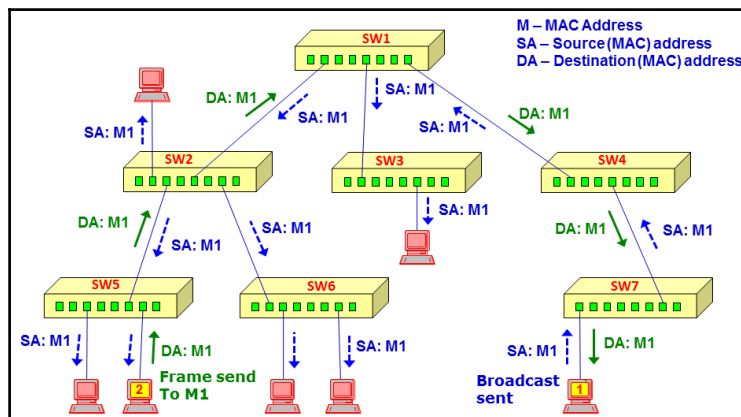 SW1
M – MAC Address
SA – Source (MAC) address
DA – Destination (MAC) address
DA: M1
SA: M1
SA: M1
DA: M1
SA: M1
SA: M1
SW2
SW3
SW4
DA: M1
SA: M1
SA: M1
SA: M1
DA: M1
SA: M1
SW5
SW6
SW7
SA: M1
DA: M1
SA: M1
SA: M1
DA: M1
2
Frame send
To M1
Broadcast
sent
1